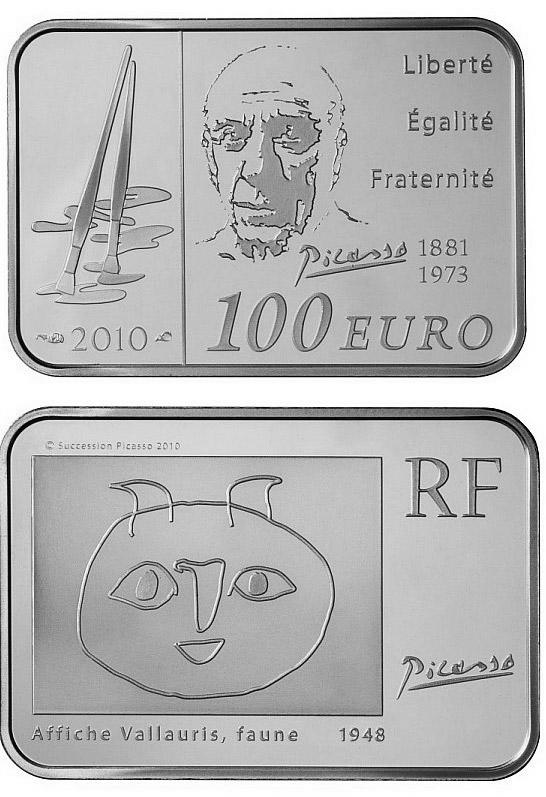 Liberté
Égalité
Fraternité
Picasso 1881
1973
2010 100 EURO
© Succession Picasso 2010
RF
Picasso
Affiche Vallauris, faune 1948